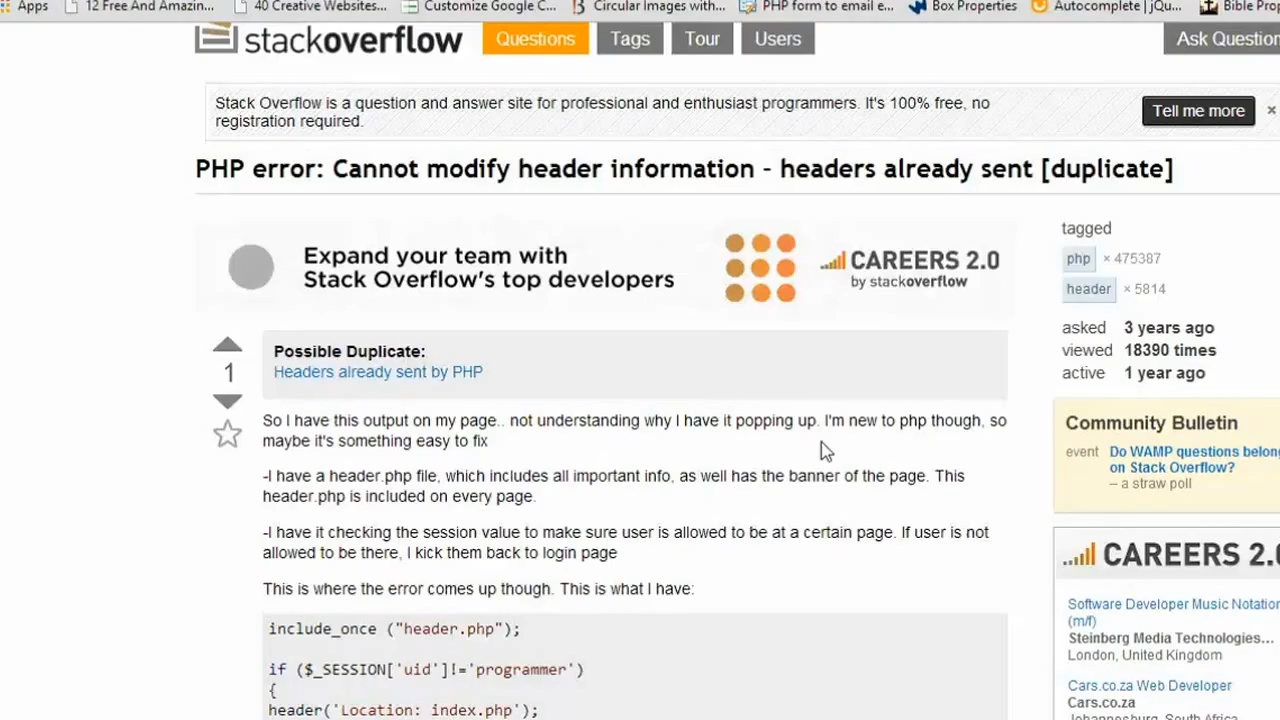 Apps 12 Free And Amazin... 40 Creative Websites... Customize Google C... Circular Images with... PHP form to email e... Box Properties Autocomplete | jQu... Bible Prop
stackoverflow Questions Tags Tour Users Ask Question
Stack Overflow is a question and answer site for professional and enthusiast programmers. It's 100% free, no
registration required.
Tell me more ×
PHP error: Cannot modify header information – headers already sent [duplicate]
Expand your team with
Stack Overflow's top developers
CAREERS 2.0
by stackoverflow
1
Possible Duplicate:
Headers already sent by PHP
So I have this output on my page.. not understanding why I have it popping up. I'm new to php though, so
maybe it's something easy to fix
-I have a header.php file, which includes all important info, as well has the banner of the page. This
header.php is included on every page.
-I have it checking the session value to make sure user is allowed to be at a certain page. If user is not
allowed to be there, I kick them back to login page
This is where the error comes up though. This is what I have:
include_once ("header.php");
if ($_SESSION['uid']!='programmer')
{
header('Location: index.php');
tagged
php × 475387
header × 5814
asked 3 years ago
viewed 18390 times
active 1 year ago
Community Bulletin
event Do WAMP questions belong
on Stack Overflow?
– a straw poll
CAREERS 2.0
Software Developer Music Notation
(m/f)
Steinberg Media Technologies...
London, United Kingdom
Cars.co.za Web Developer
Cars.co.za
Johannesburg, South Africa